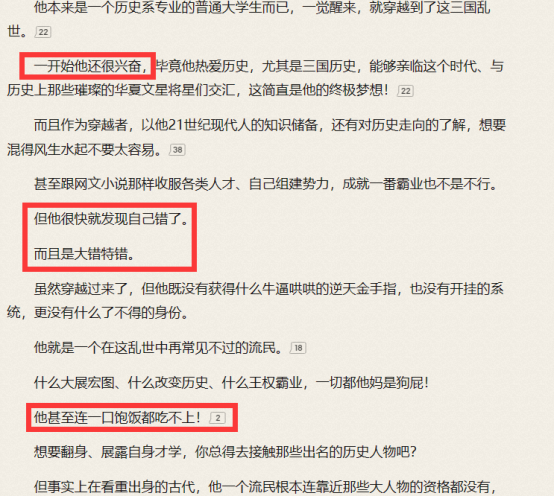 他本来是一个历史系专业的普通大学生而已，一觉醒来，就穿越到了这三国乱
世。 22
一开始他还很兴奋，毕竟他热爱历史，尤其是三国历史，能够亲临这个时代、与
历史上那些璀璨的华夏文星将星们交汇，这简直是他的终极梦想！ 22
而且作为穿越者，以他21世纪现代人的知识储备，还有对历史走向的了解，想要
混得风生水起不要太容易。 38
甚至跟网文小说那样收服各类人才、自己组建势力，成就一番霸业也不是不行。
但他很快就发现自己错了。
而且是大错特错。
虽然穿越过来了，但他既没有获得什么牛逼哄哄的逆天金手指，也没有开挂的系
统，更没有什么了不得的身份。
他就是一个在这乱世中再常见不过的流民。 18
什么大展宏图、什么改变历史、什么王权霸业，一切都他妈是狗屁！
他甚至连一口饱饭都吃不上！ 2
想要翻身、展露自身才学，你总得去接触那些出名的历史人物吧？
但事实上在看重出身的古代，他一个流民根本连靠近那些大人物的资格都没有，